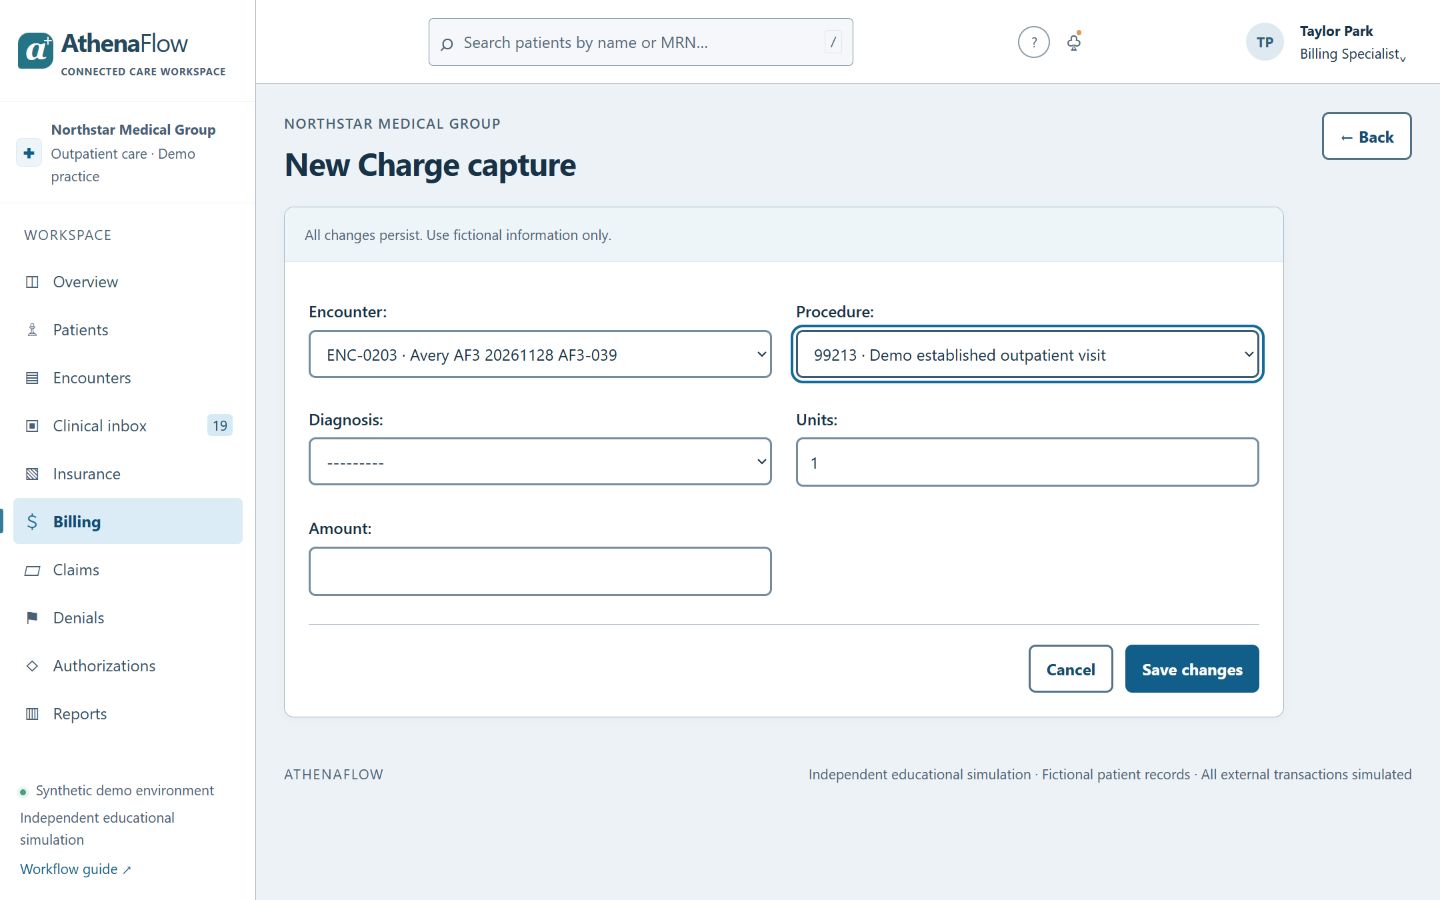 AthenaFlow
CONNECTED CARE WORKSPACE
Search patients by name or MRN...
/
?
TP
Taylor Park
Billing Specialist
Northstar Medical Group
Outpatient care · Demo
practice
WORKSPACE
Overview
Patients
Encounters
Clinical inbox 19
Insurance
$ Billing
Claims
Denials
Authorizations
Reports
Synthetic demo environment
Independent educational
simulation
Workflow guide ↗
NORTHSTAR MEDICAL GROUP
New Charge capture
← Back
All changes persist. Use fictional information only.
Encounter:
ENC-0203 · Avery AF3 20261128 AF3-039
Procedure:
99213 · Demo established outpatient visit
Diagnosis:
---------
Units:
1
Amount:
Cancel
Save changes
ATHENAFLOW
Independent educational simulation · Fictional patient records · All external transactions simulated